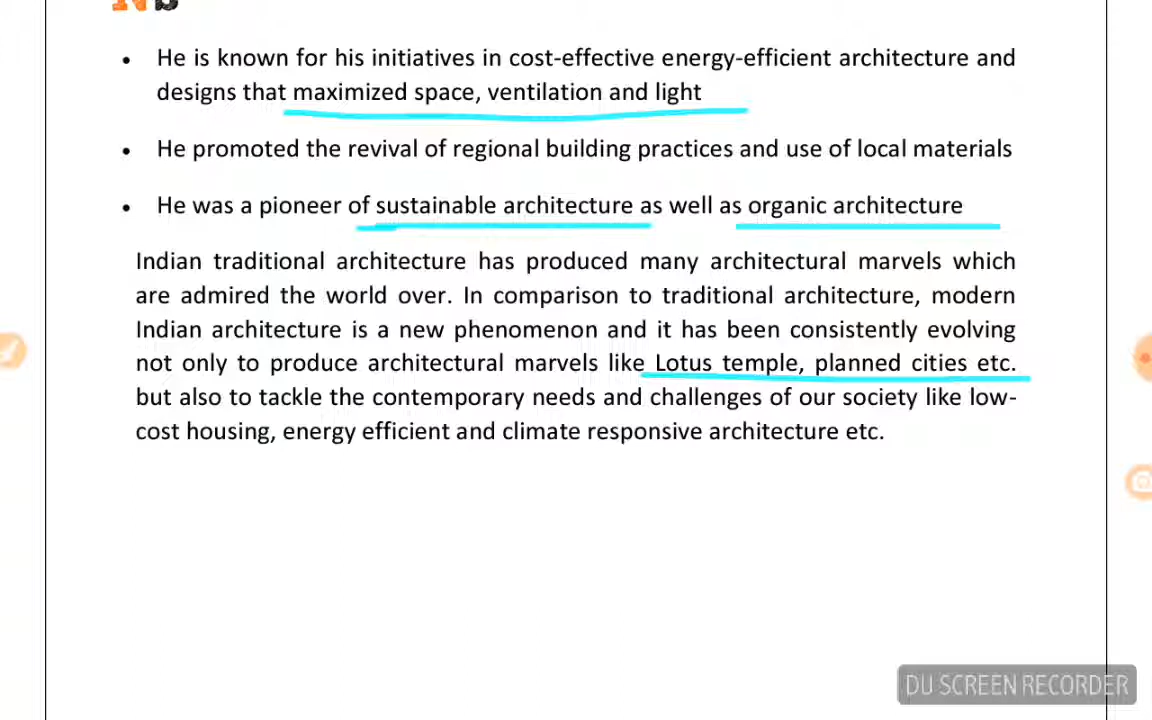 • He is known for his initiatives in cost-effective energy-efficient architecture and
designs that maximized space, ventilation and light
• He promoted the revival of regional building practices and use of local materials
• He was a pioneer of sustainable architecture as well as organic architecture
Indian traditional architecture has produced many architectural marvels which
are admired the world over. In comparison to traditional architecture, modern
Indian architecture is a new phenomenon and it has been consistently evolving
not only to produce architectural marvels like Lotus temple, planned cities etc.
but also to tackle the contemporary needs and challenges of our society like low-
cost housing, energy efficient and climate responsive architecture etc.
DU SCREEN RECORDER